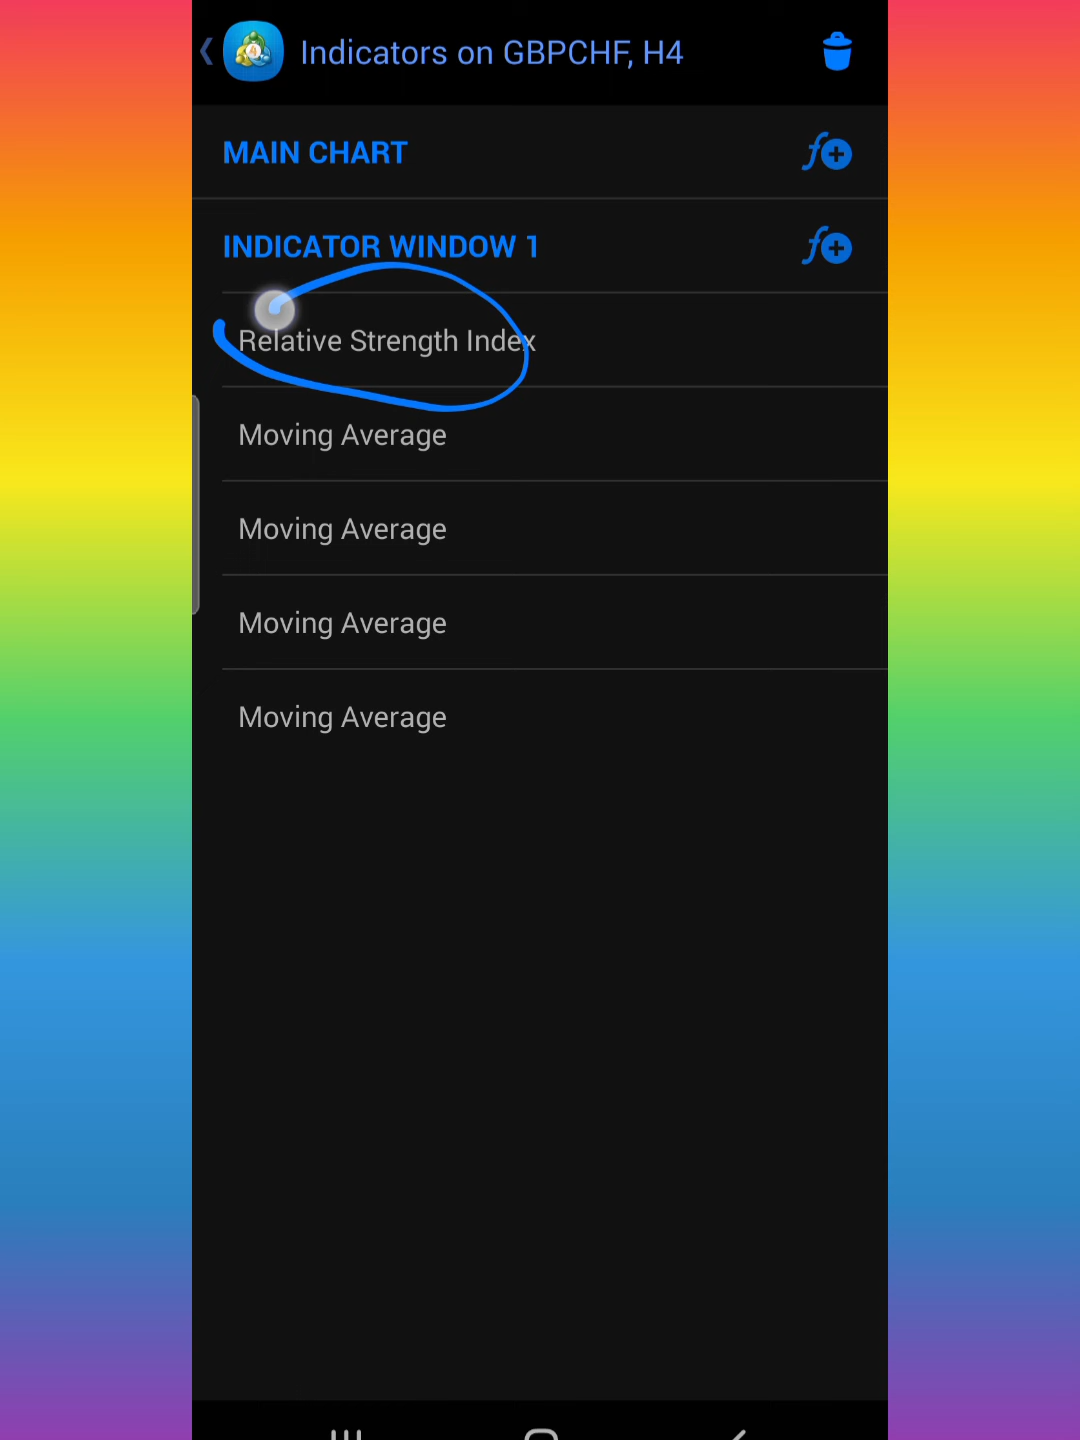 Indicators on GBPCHF, H4
MAIN CHART
INDICATOR WINDOW 1
Relative Strength Index
Moving Average
Moving Average
Moving Average
Moving Average